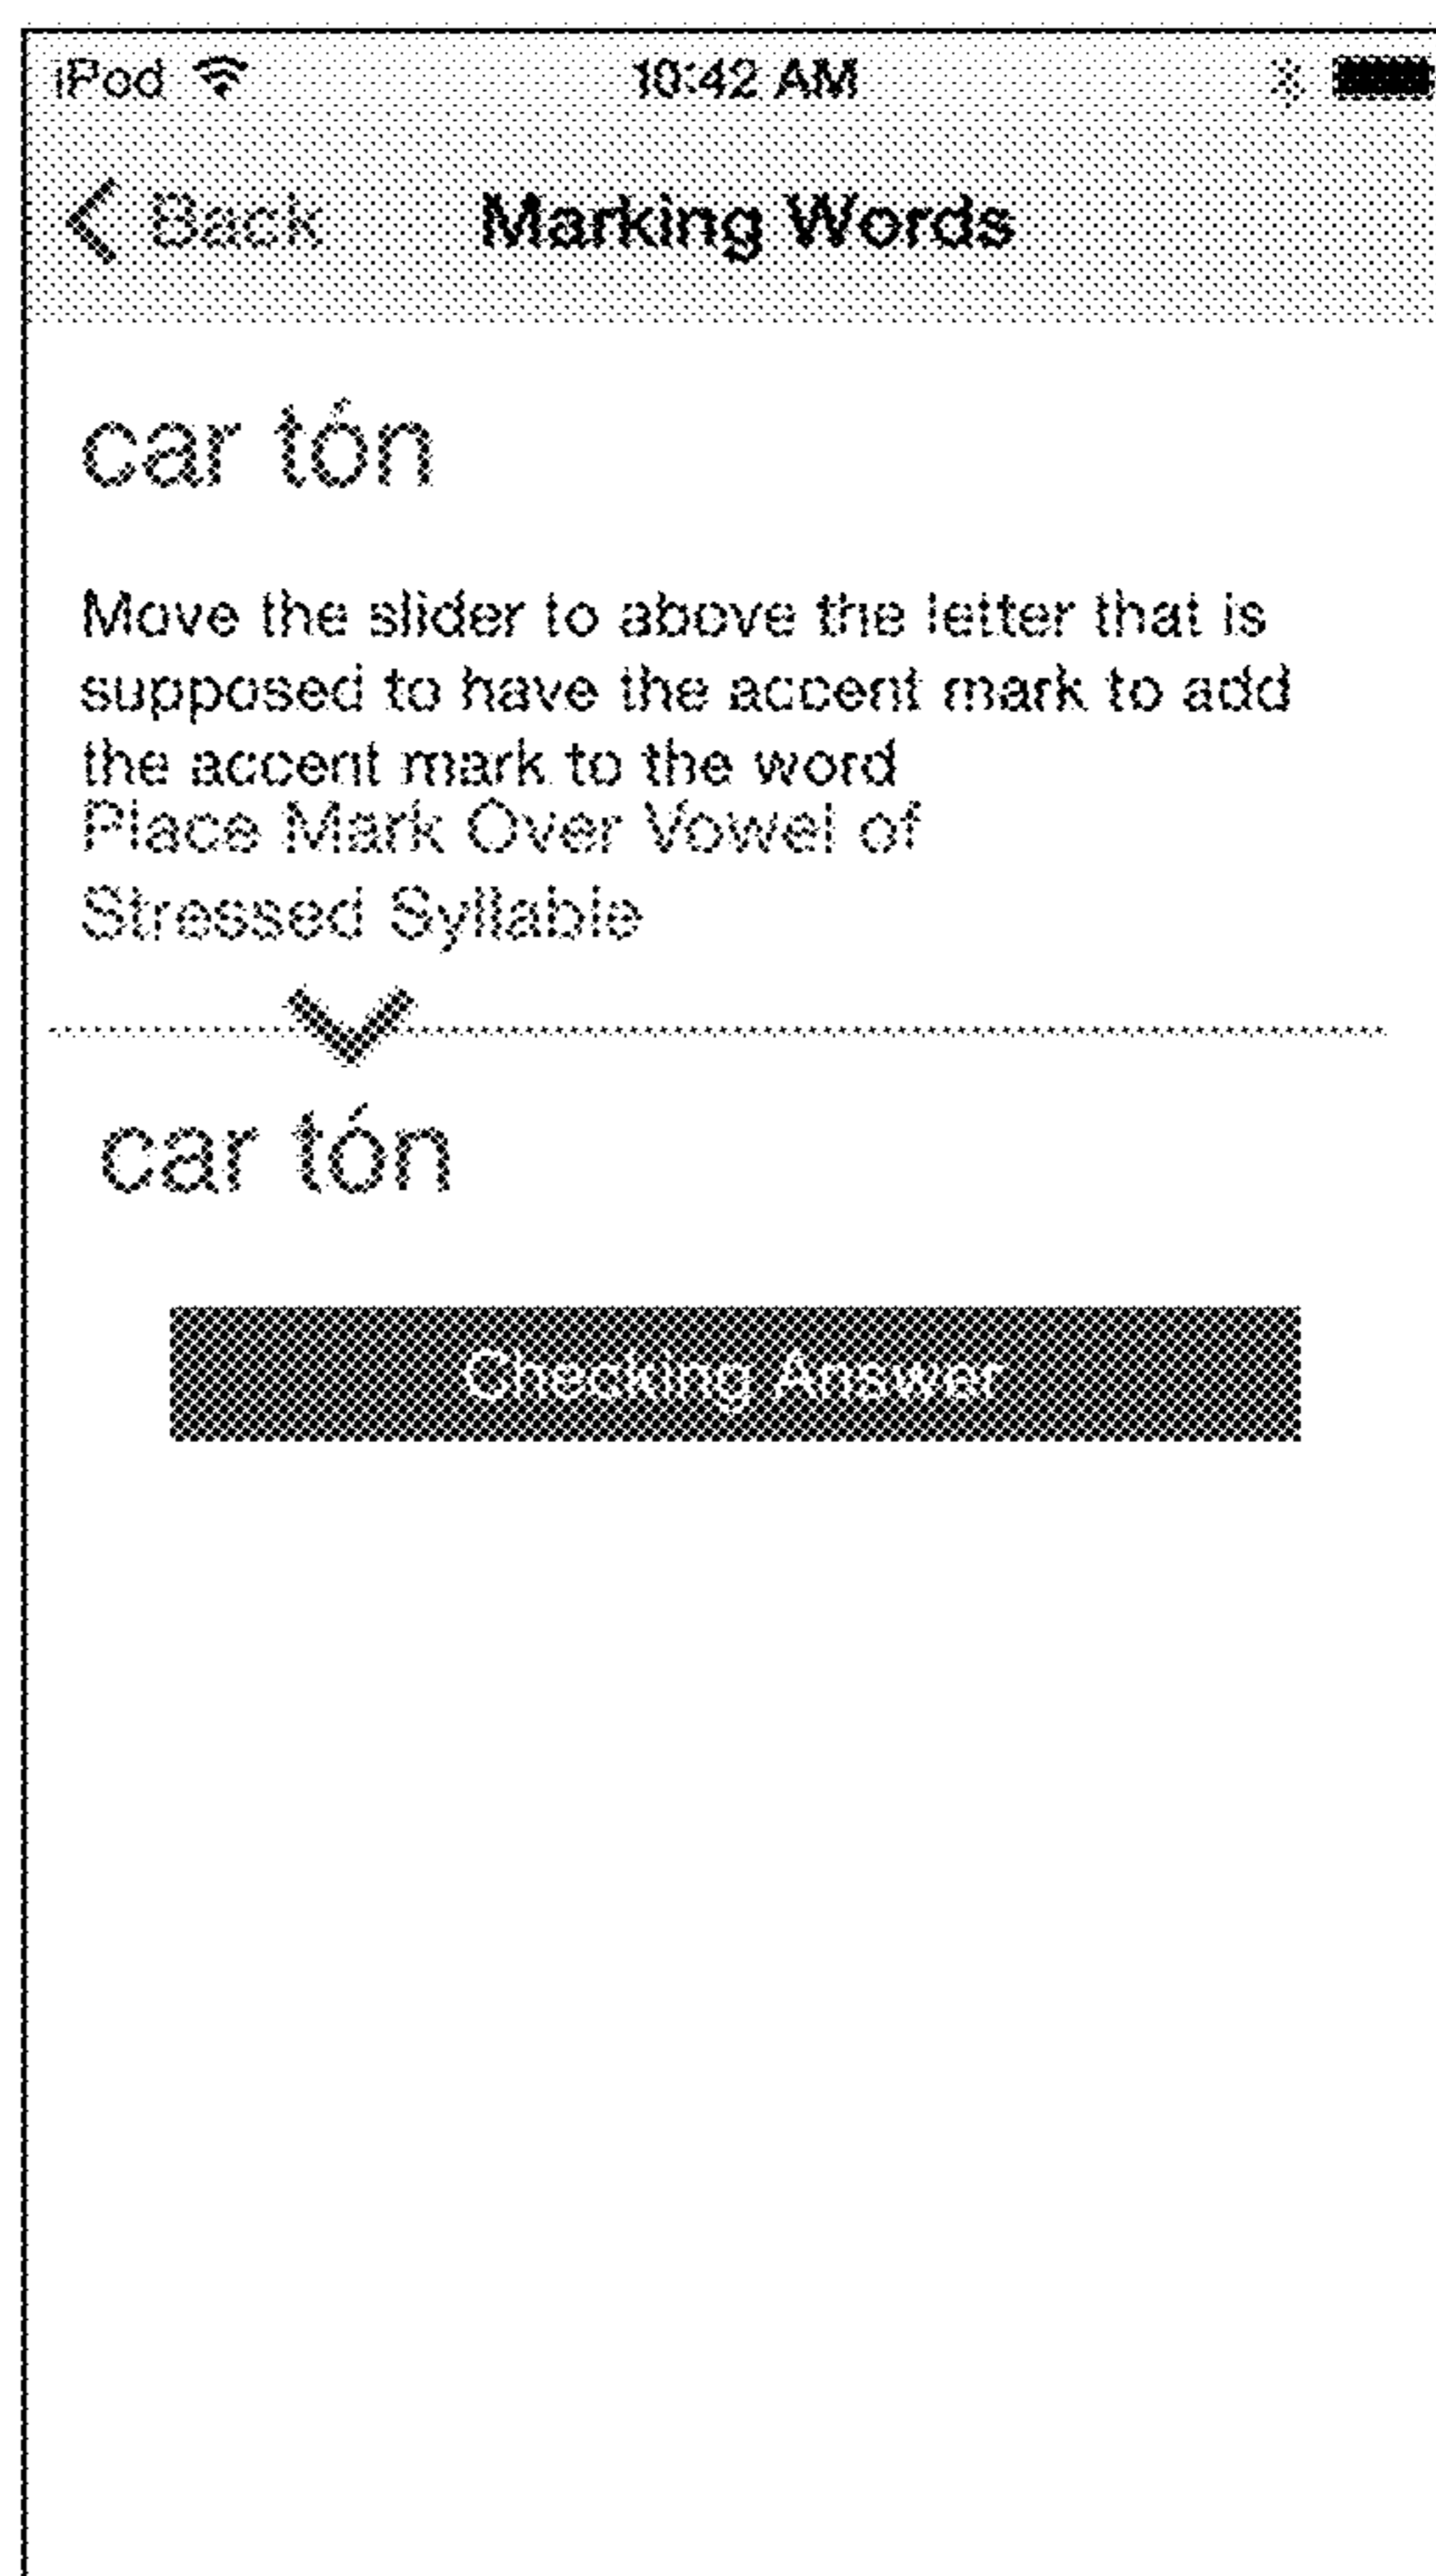 iPod 10:42 AM
Back Marking Words
car tón
Move the slider to above the letter that is
supposed to have the accent mark to add
the accent mark to the word
Place Mark Over Vowel of
Stressed Syllable
car tón
Checking Answer